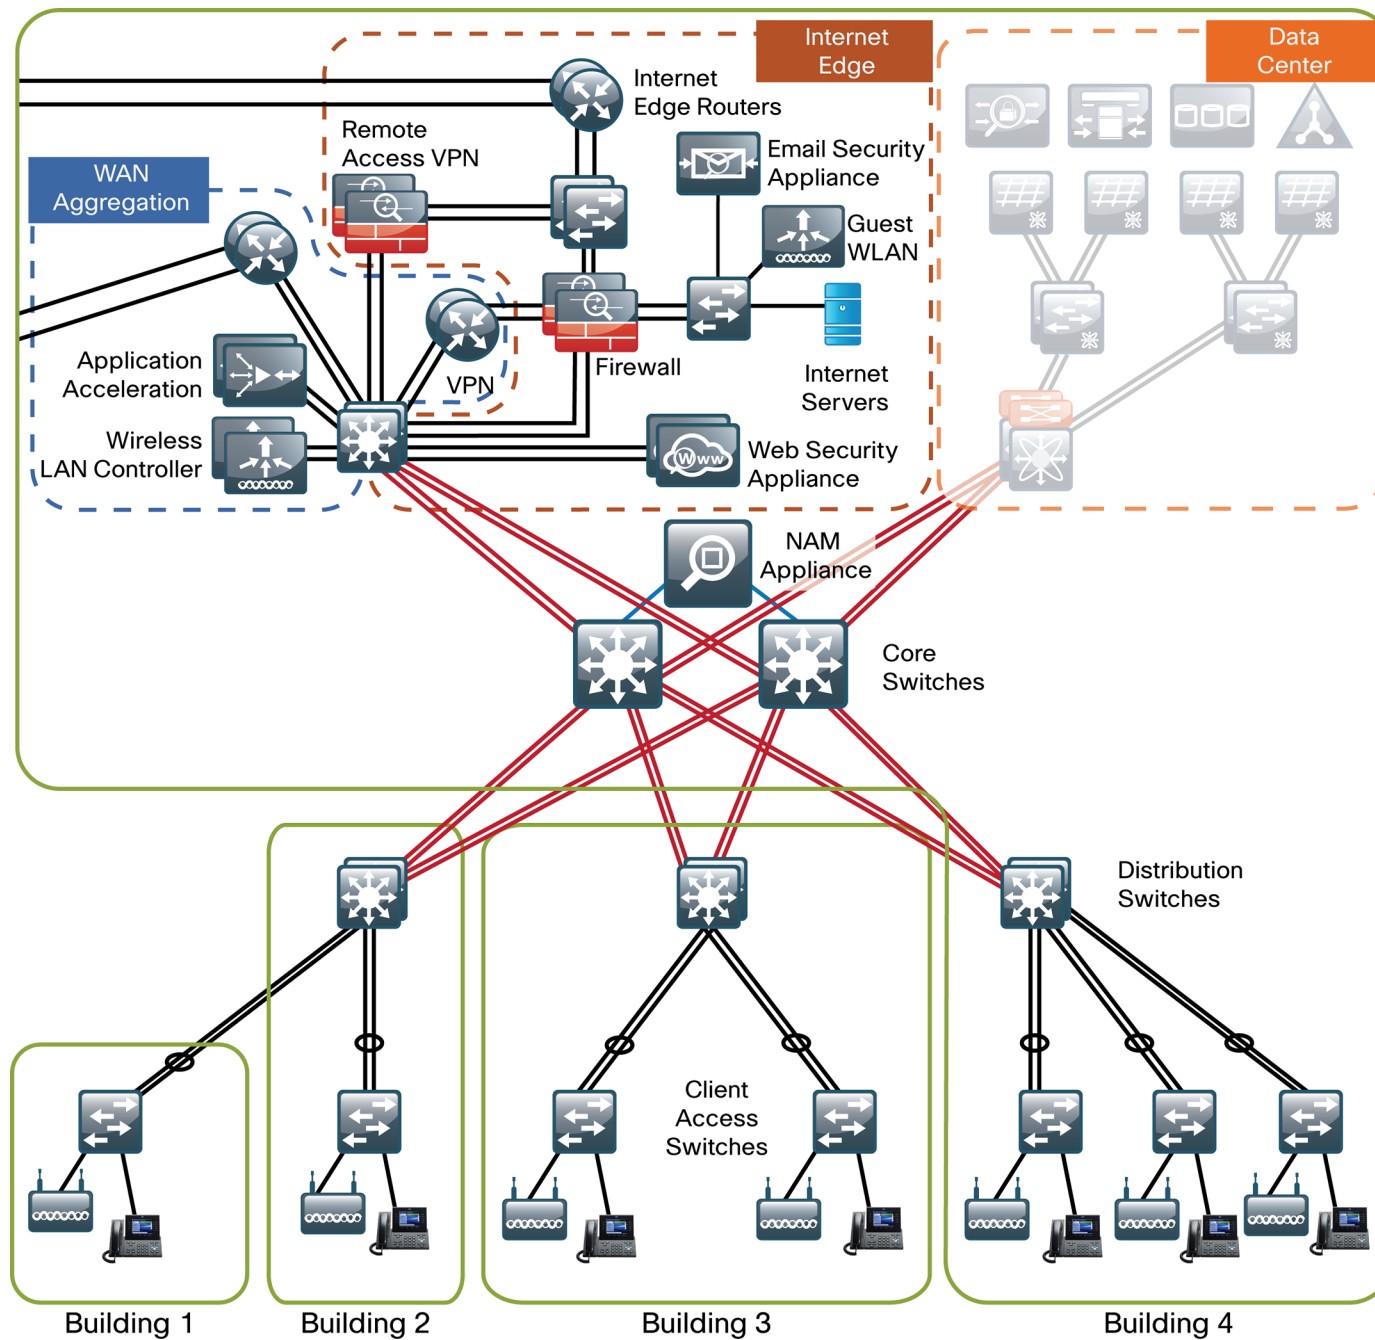 Internet
Edge
Data
Center
Internet
Edge Routers
Remote
Access VPN
Email Security
Appliance
WAN
Aggregation
Guest
WLAN
Application
Acceleration
VPN
Firewall
Internet
Servers
Wireless
LAN Controller
Www
Web Security
Appliance
NAM
Appliance
Core
Switches
Distribution
Switches
Client
Access
Switches
Building 1
Building 2
Building 3
Building 4